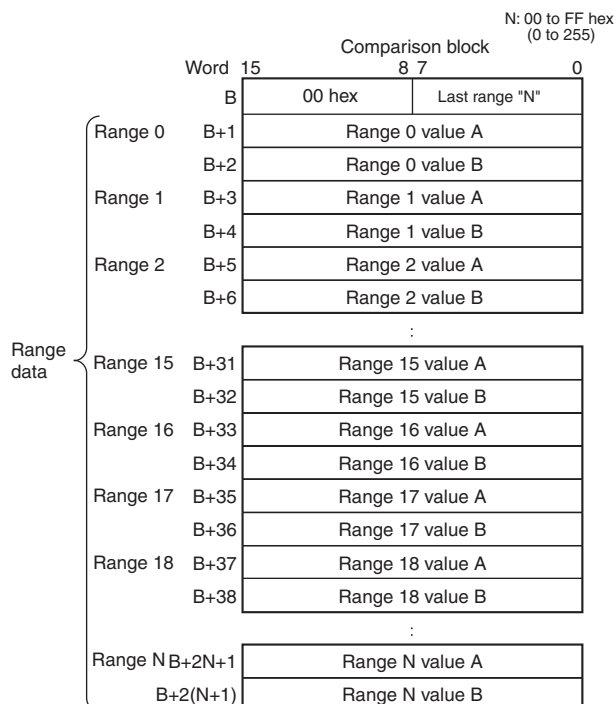 N: 00 to FF hex
(0 to 255)
Comparison block
Word 15 8 7 0
B 00 hex Last range "N"
Range 0 B+1 Range 0 value A
B+2 Range 0 value B
Range 1 B+3 Range 1 value A
B+4 Range 1 value B
Range 2 B+5 Range 2 value A
B+6 Range 2 value B
:
Range data
Range 15 B+31 Range 15 value A
B+32 Range 15 value B
Range 16 B+33 Range 16 value A
B+34 Range 16 value B
Range 17 B+35 Range 17 value A
B+36 Range 17 value B
Range 18 B+37 Range 18 value A
B+38 Range 18 value B
:
Range N B+2N+1 Range N value A
B+2(N+1) Range N value B